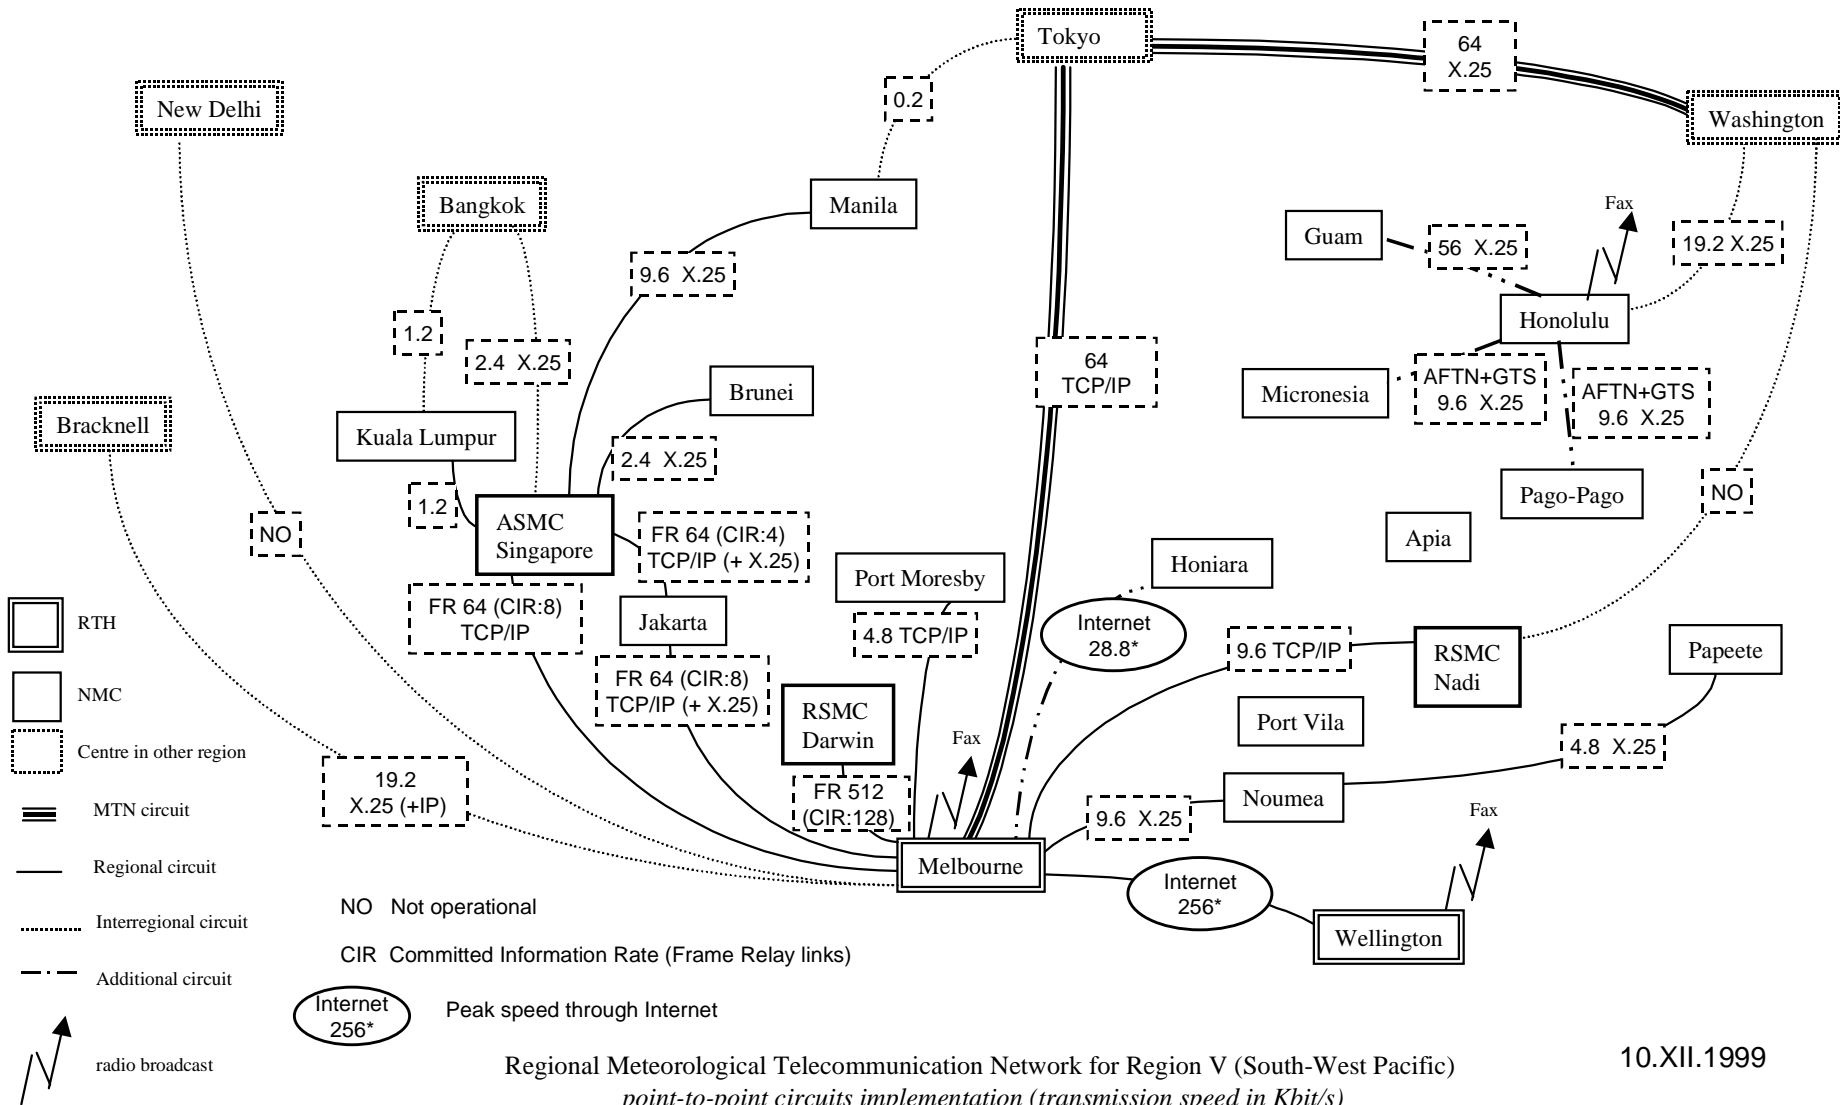 Tokyo
64
X.25
New Delhi
0.2
Washington
Bangkok
Manila
Fax
Guam
56 X.25
19.2 X.25
9.6 X.25
1.2
2.4 X.25
Honolulu
64
TCP/IP
Brunei
Micronesia
AFTN+GTS
9.6 X.25
AFTN+GTS
9.6 X.25
Bracknell
Kuala Lumpur
2.4 X.25
1.2
Pago-Pago
NO
NO
ASMC
Singapore
FR 64 (CIR:4)
TCP/IP (+ X.25)
Apia
Port Moresby
Honiara
FR 64 (CIR:8)
TCP/IP
RTH
Jakarta
4.8 TCP/IP
Internet
28.8*
9.6 TCP/IP
RSMC
Nadi
Papeete
NMC
FR 64 (CIR:8)
TCP/IP (+ X.25)
RSMC
Darwin
Port Vila
Fax
Centre in other region
4.8 X.25
19.2
X.25 (+IP)
FR 512
(CIR:128)
9.6 X.25
Noumea
MTN circuit
Fax
Regional circuit
Melbourne
Internet
256*
NO Not operational
Interregional circuit
Wellington
CIR Committed Information Rate (Frame Relay links)
Additional circuit
Internet
256*
Peak speed through Internet
radio broadcast
Regional Meteorological Telecommunication Network for Region V (South-West Pacific)
10.XII.1999
point-to-point circuits implementation (transmission speed in Kbit/s)